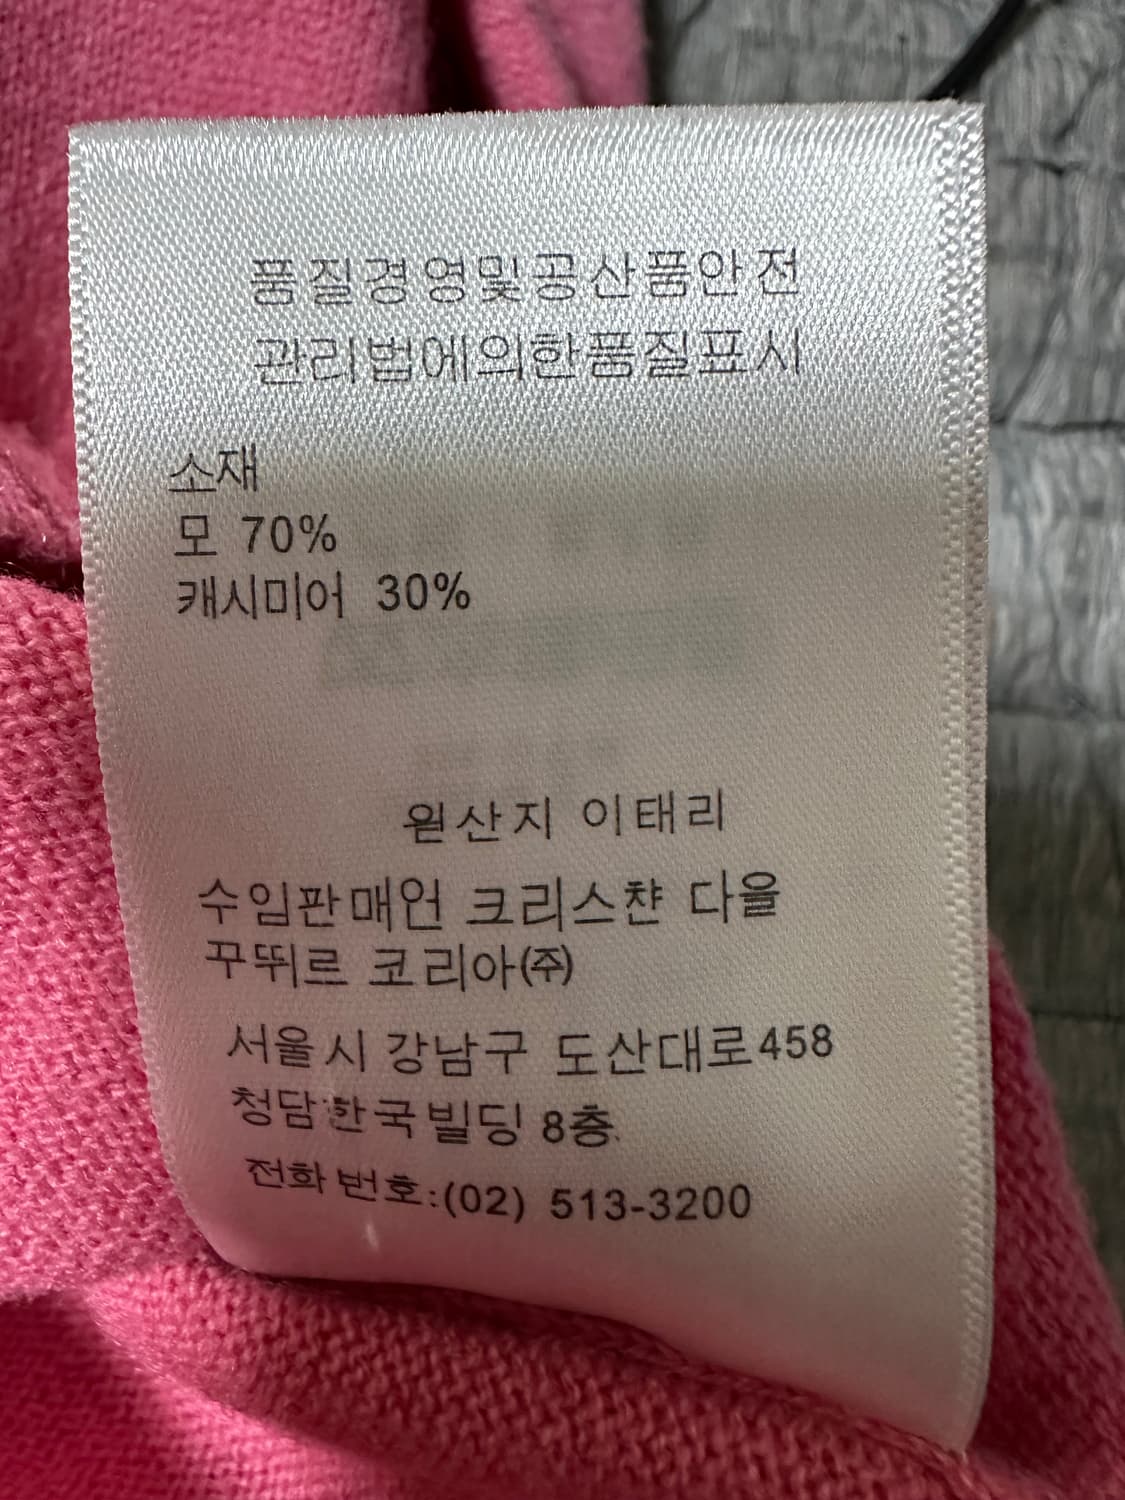 품질경영및공산품안전
관리법에의한품질표시
소재
모 70%
캐시미어 30%
원산지 이태리
수입판매언 크리스챤 다올
꾸뛰르 코리아(주)
서울시 강남구 도산대로458
청담한국빌딩 8층
전화번호:(02) 513-3200